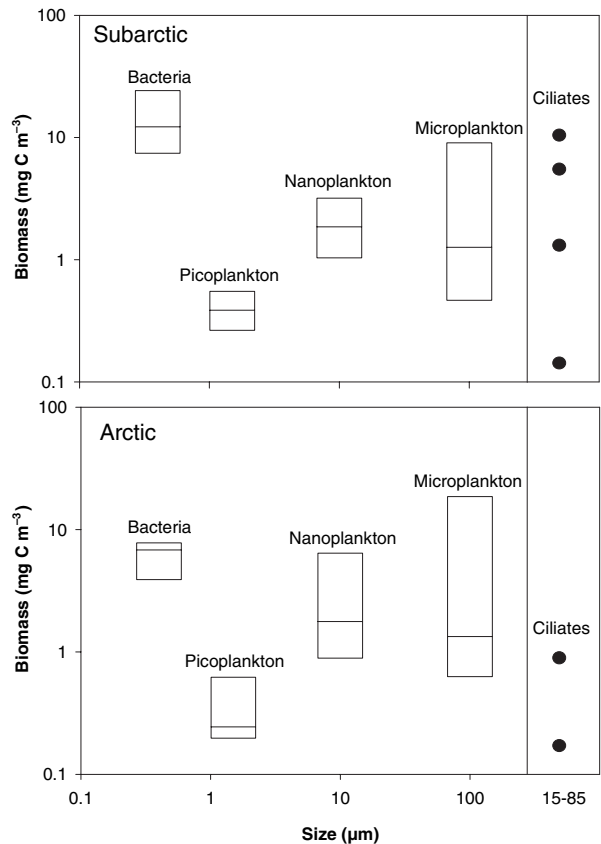 100
Subarctic
Bacteria
Ciliates
Microplankton
10
Nanoplankton
Picoplankton
1
0.1
Biomass (mg C m⁻³)
100
Arctic
Microplankton
Bacteria
Nanoplankton
10
Ciliates
Picoplankton
1
0.1
Biomass (mg C m⁻³)
0.1 1 10 100 15-85
Size (µm)